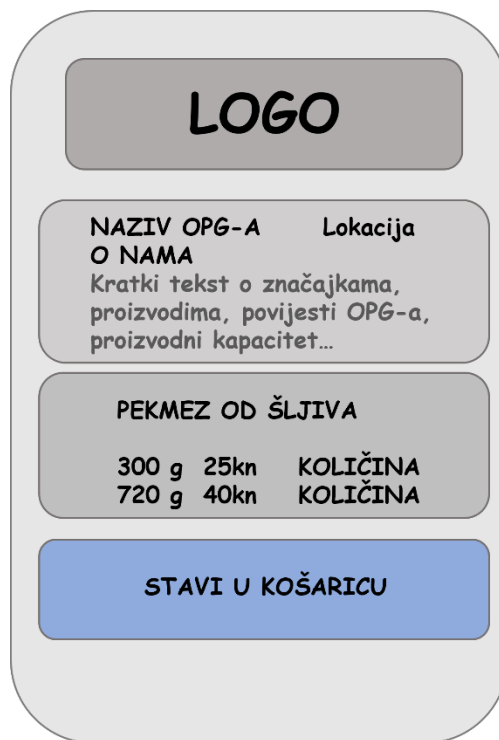 LOGO
NAZIV OPG-A Lokacija
O NAMA
Kratki tekst o značajkama,
proizvodima, povijesti OPG-a,
proizvodni kapacitet...
PEKMEZ OD ŠLJIVA
300 g 25kn KOLIČINA
720 g 40kn KOLIČINA
STAVI U KOŠARICU